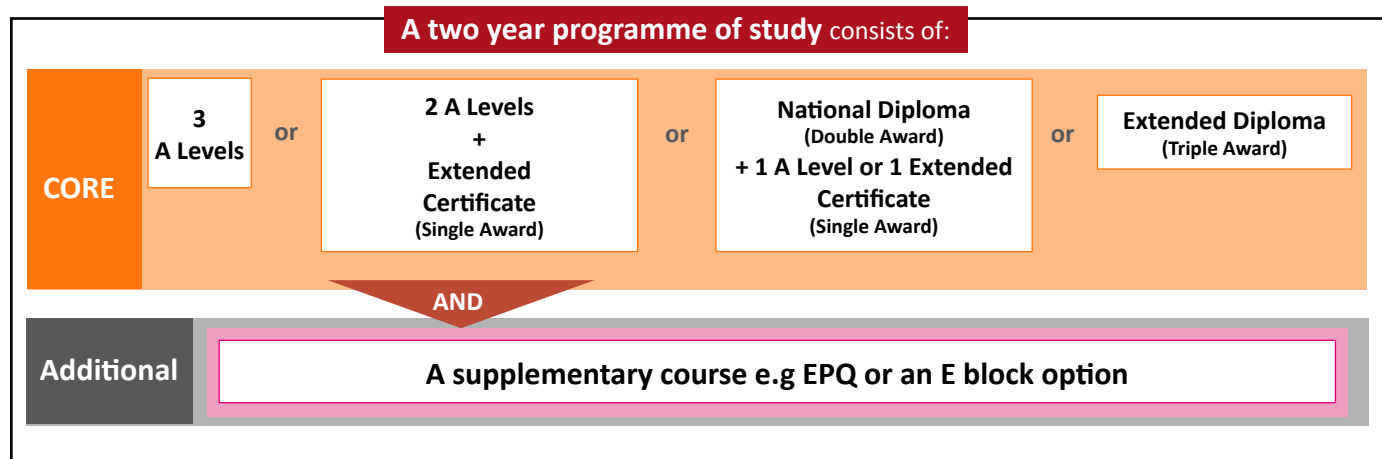 A two year programme of study consists of:
CORE
3
A Levels
or
2 A Levels
+
Extended
Certificate
(Single Award)
or
National Diploma
(Double Award)
+ 1 A Level or 1 Extended
Certificate
(Single Award)
or
Extended Diploma
(Triple Award)
AND
Additional
A supplementary course e.g EPQ or an E block option